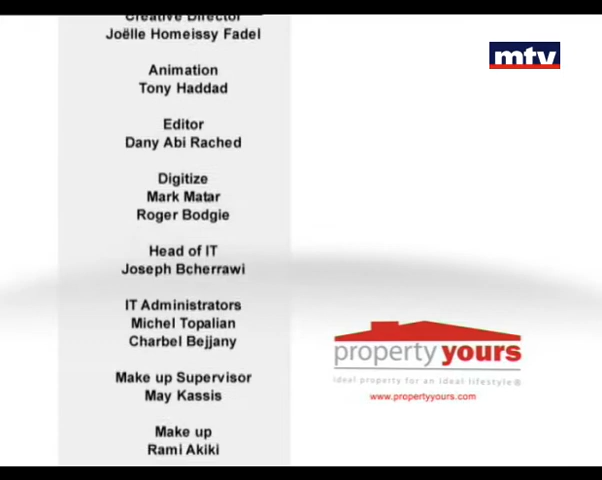 Creative Director
Joëlle Homeissy Fadel
Animation
Tony Haddad
Editor
Dany Abi Rached
Digitize
Mark Matar
Roger Bodgie
Head of IT
Joseph Bcherrawi
IT Administrators
Michel Topalian
Charbel Bejjany
Make up Supervisor
May Kassis
Make up
Rami Akiki
mtv
property yours
ideal property for an ideal lifestyle®
www.propertyyours.com